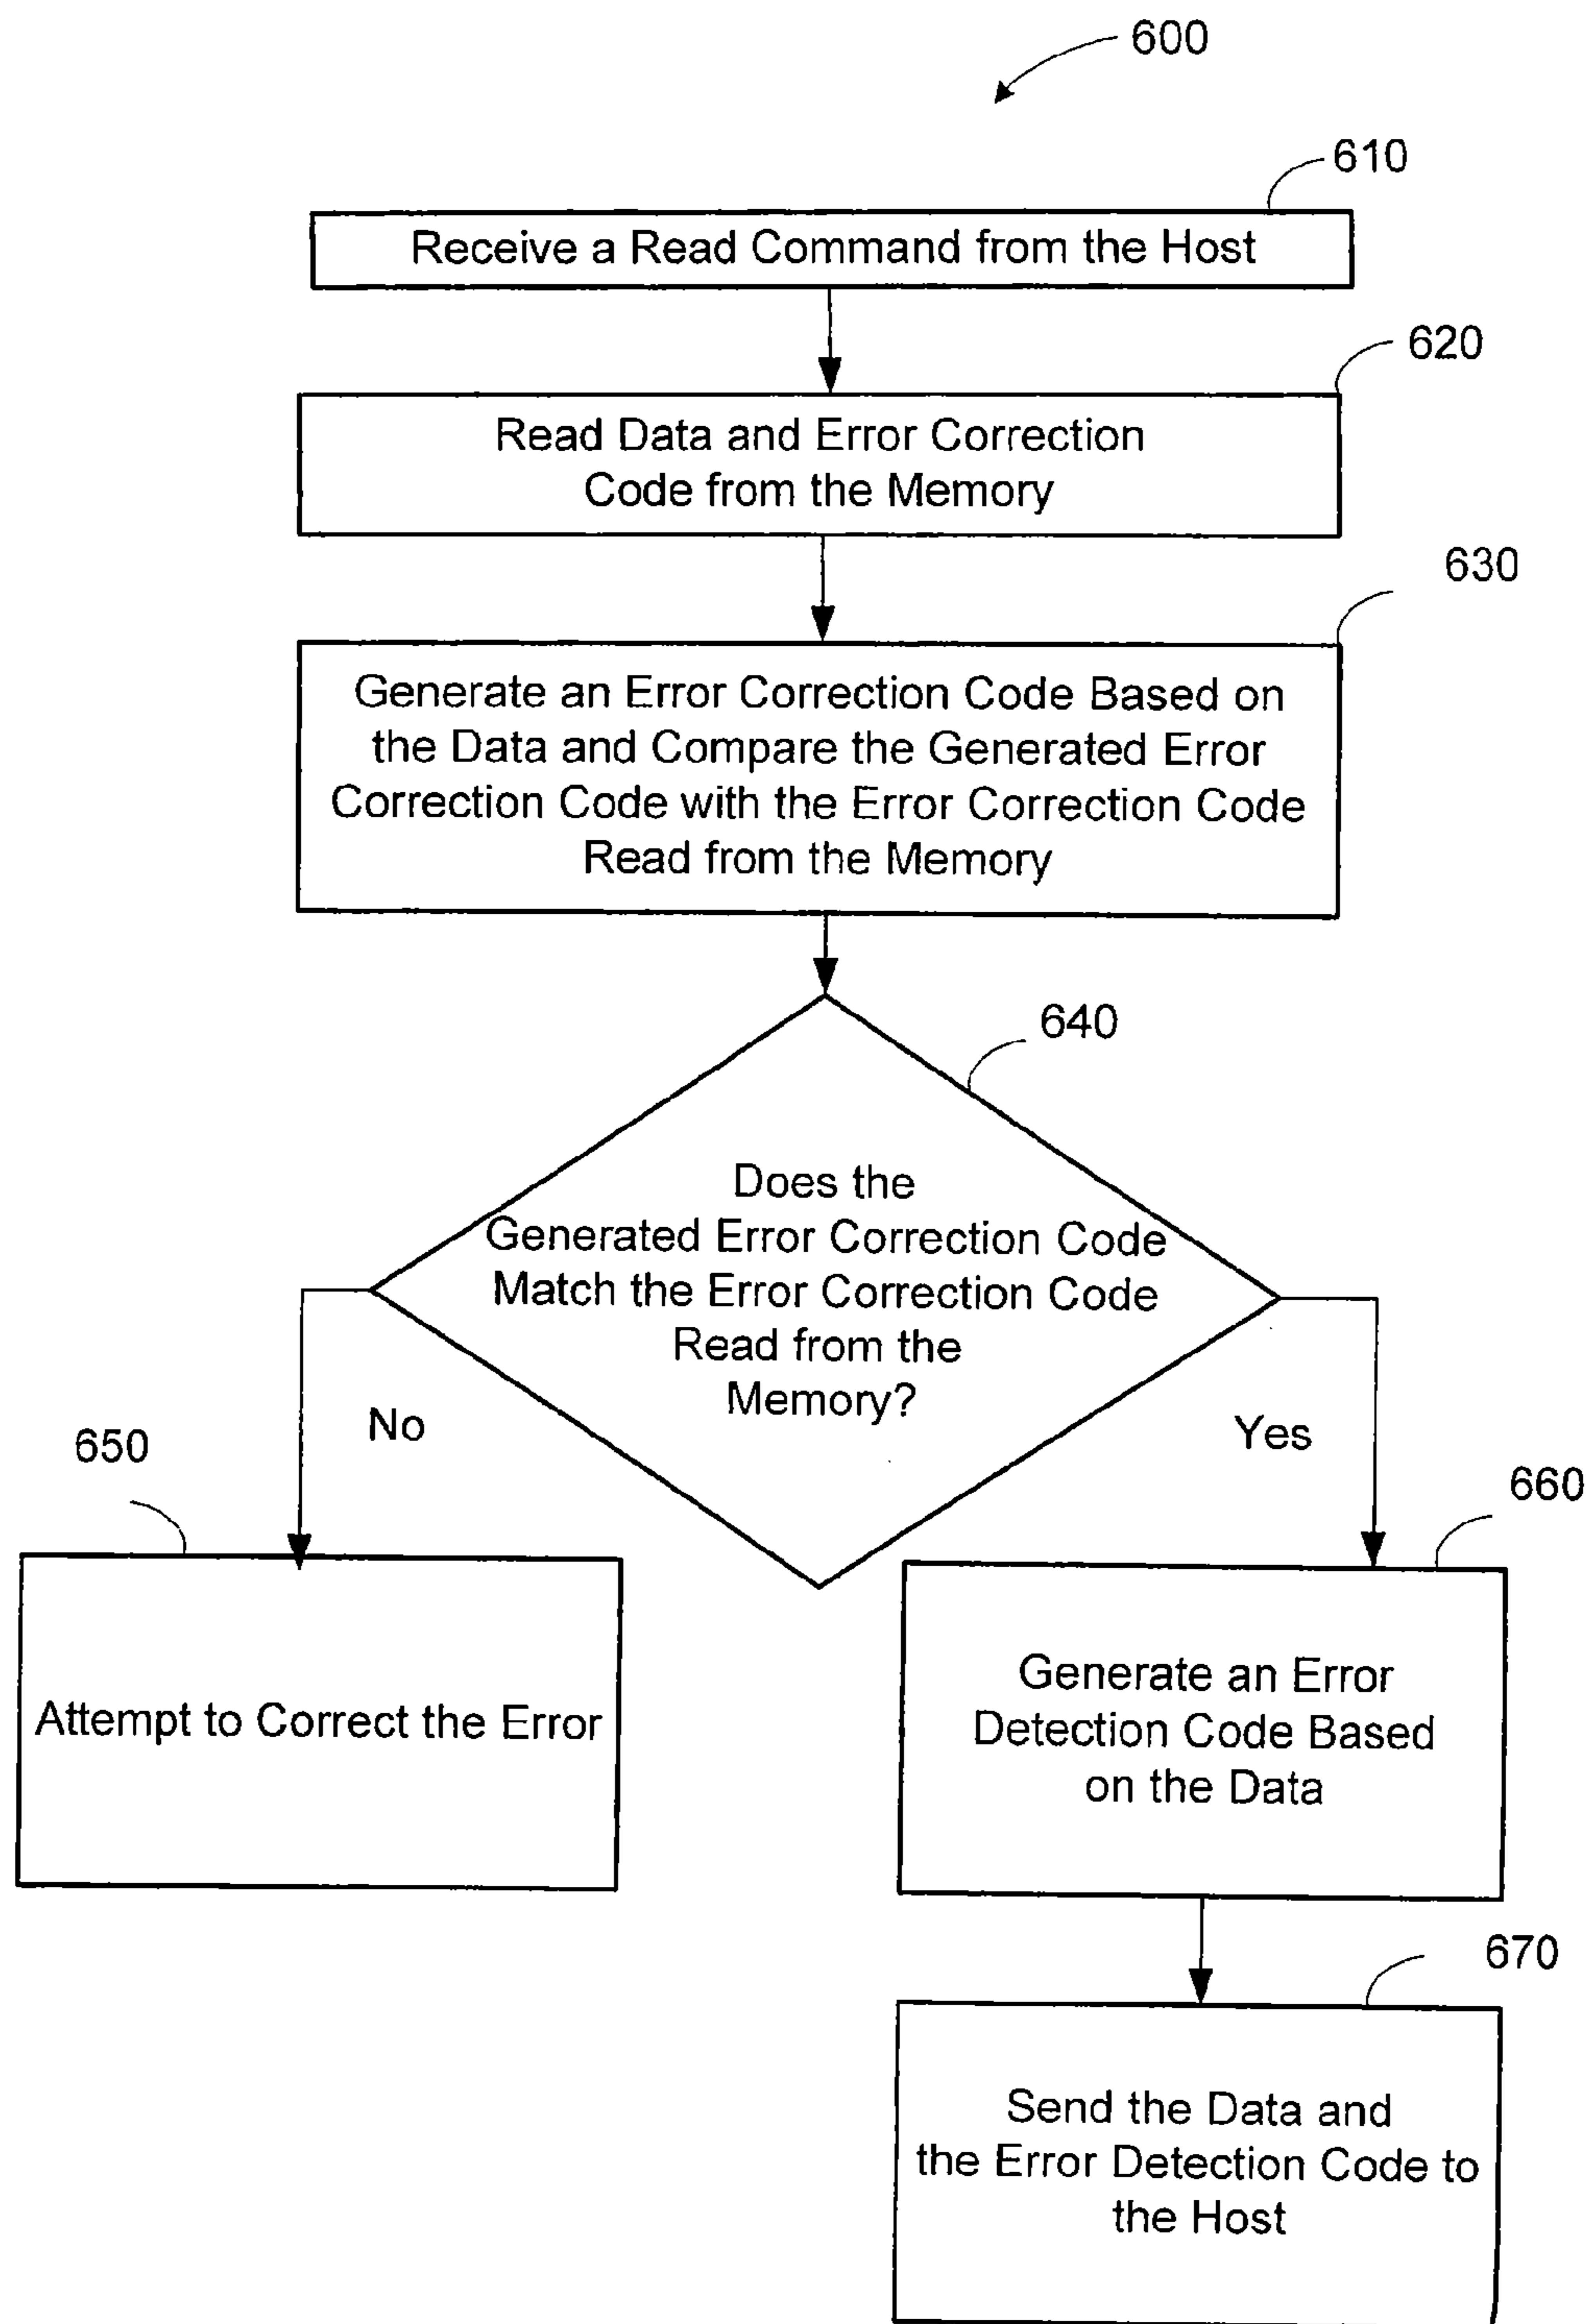 600
610
Receive a Read Command from the Host
620
Read Data and Error Correction
Code from the Memory
630
Generate an Error Correction Code Based on
the Data and Compare the Generated Error
Correction Code with the Error Correction Code
Read from the Memory
640
Does the
Generated Error Correction Code
Match the Error Correction Code
Read from the
Memory?
No
Yes
650
660
Attempt to Correct the Error
Generate an Error
Detection Code Based
on the Data
670
Send the Data and
the Error Detection Code to
the Host